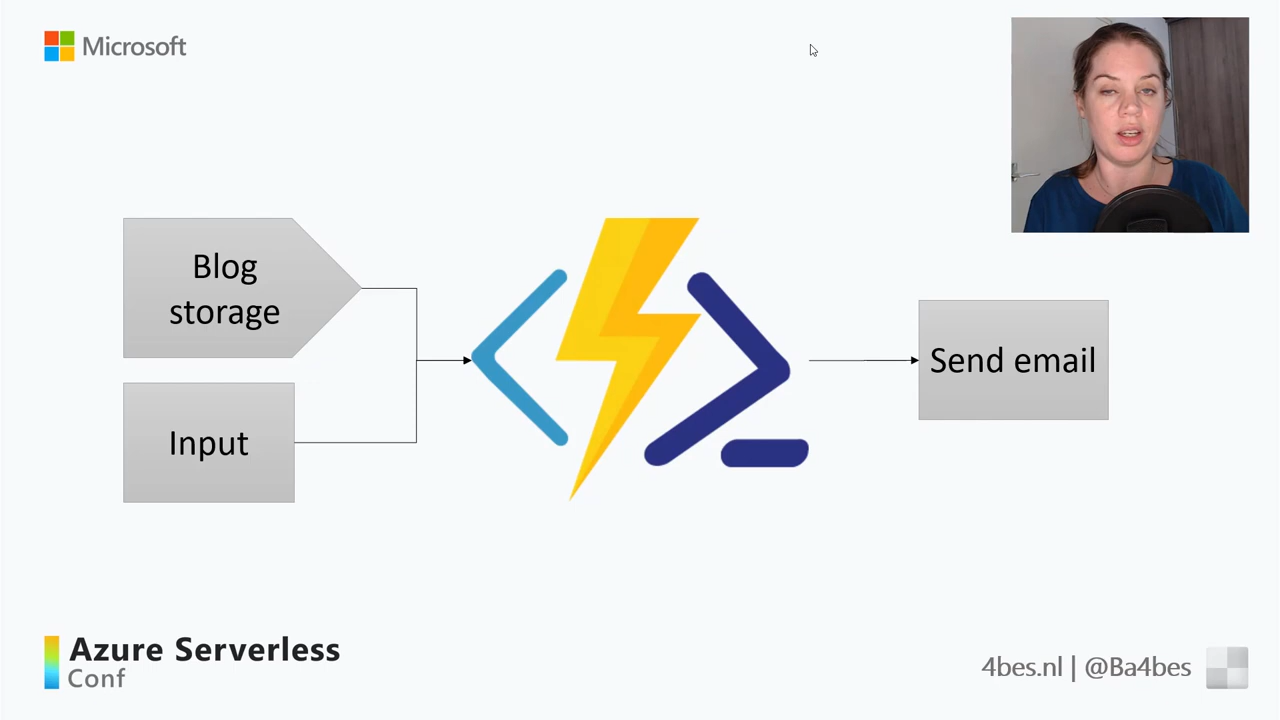 Microsoft
Blog
storage
Input
Send email
Azure Serverless
Conf
4bes.nl | @Ba4bes